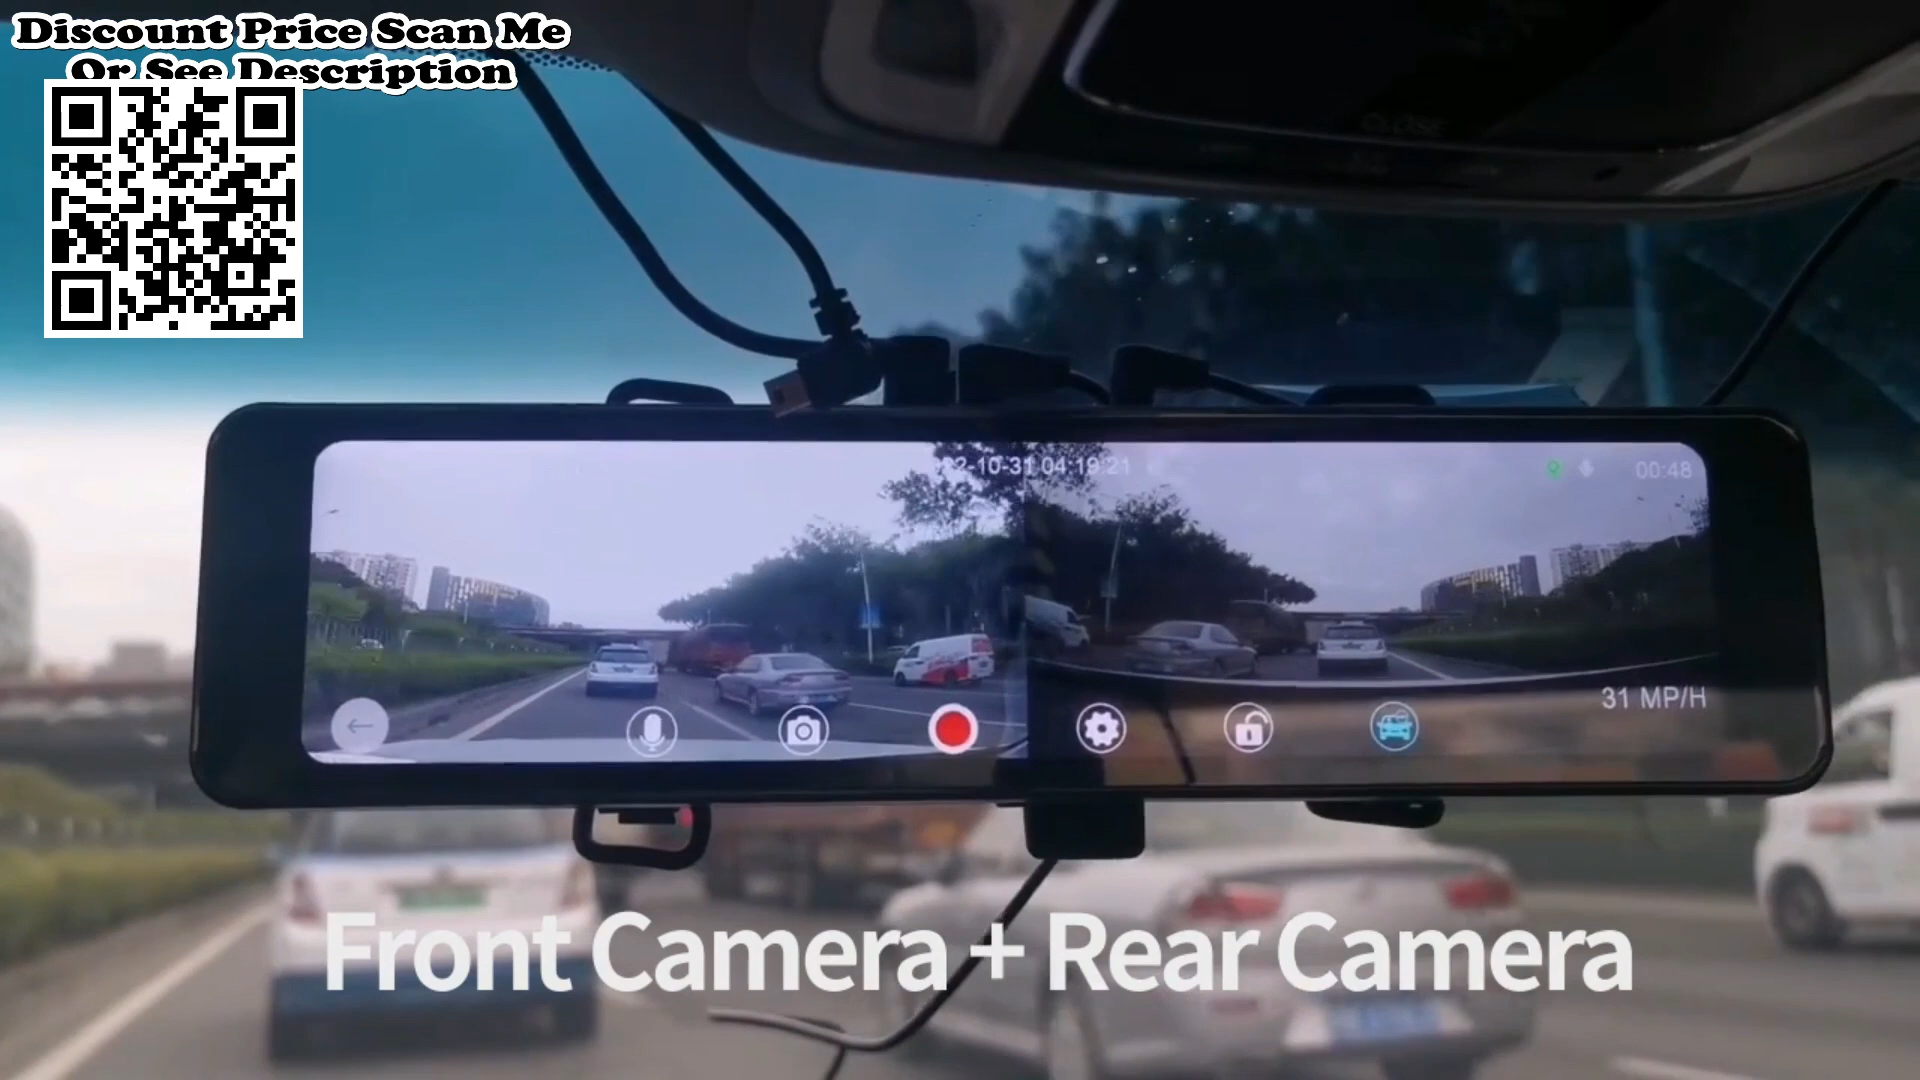 Discount Price Scan Me
Or See Description
-10-31 04:19:21
00:48
31 MP/H
Front Camera + Rear Camera